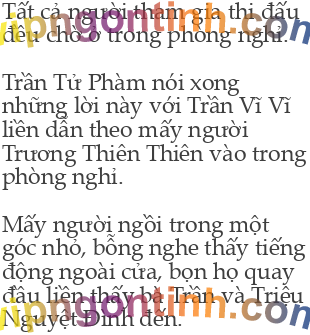 Tất cả người tham gia thi đấu
đều chờ ở trong phòng nghỉ.
Trần Tử Phàm nói xong
những lời này với Trần Vĩ Vĩ
liền dẫn theo mấy người
Trương Thiên Thiên vào trong
phòng nghỉ.
Mấy người ngồi trong một
góc nhỏ, bỗng nghe thấy tiếng
động ngoài cửa, bọn họ quay
đầu liền thấy bà Trần và Triệu
Nguyệt Đình đến.